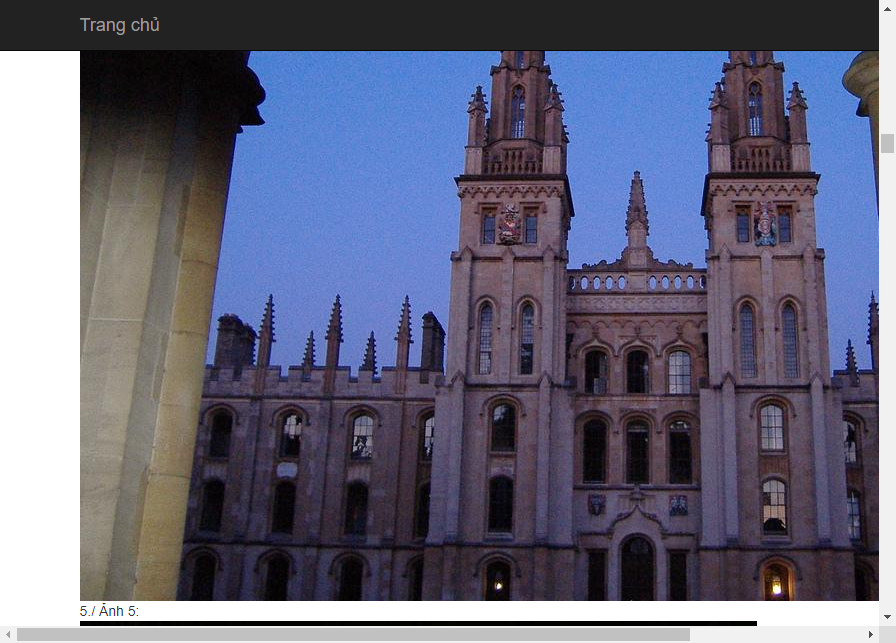 Trang chủ
5./ Ảnh 5: